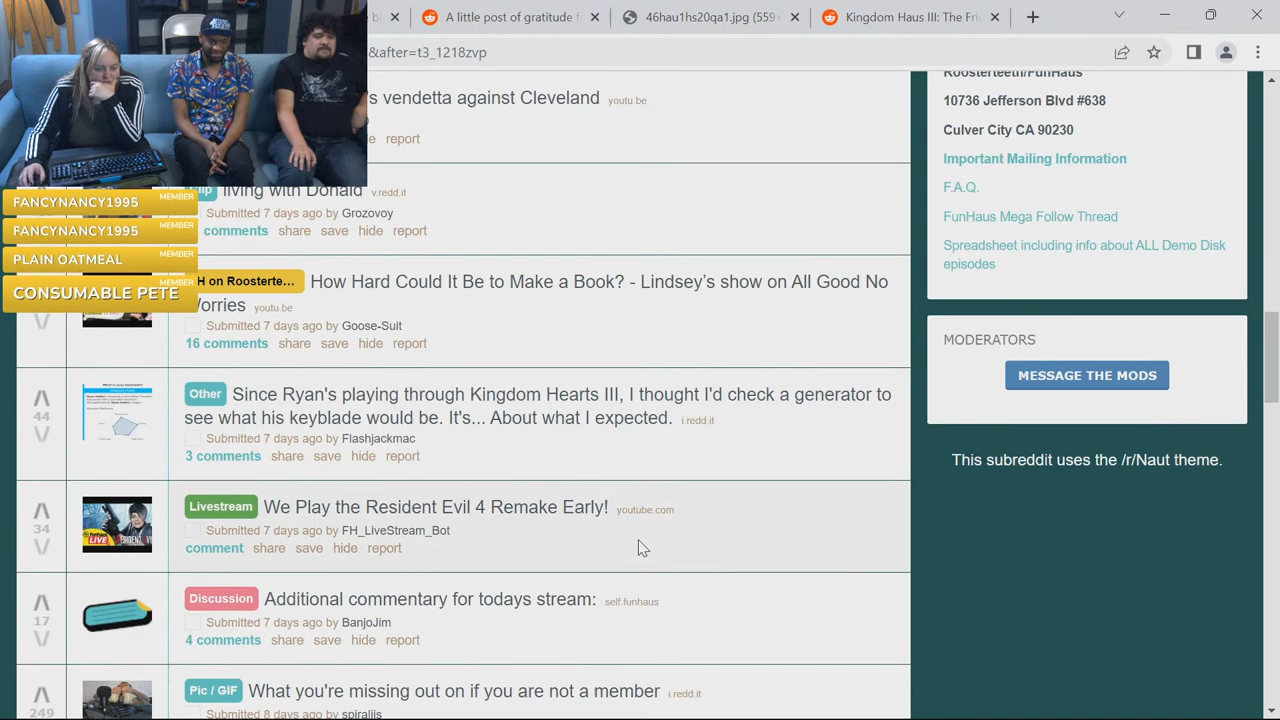 A little post of gratitude f
46hau1hs20qa1.jpg (559×
Kingdom Haus III: The Fri
&after=t3_1218zvp
's vendetta against Cleveland youtu.be
report
living with Donald v.redd.it
Submitted 7 days ago by Grozovoy
comments share save hide report
FANCYNANCY1995 MEMBER
FANCYNANCY1995 MEMBER
PLAIN OATMEAL MEMBER
CONSUMABLE PETE MEMBER
H on Roosterte... How Hard Could It Be to Make a Book? - Lindsey's show on All Good No
Worries youtu.be
Submitted 7 days ago by Goose-Suit
16 comments share save hide report
44
Other Since Ryan's playing through Kingdom Hearts III, I thought I'd check a generator to
see what his keyblade would be. It's... About what I expected. i.redd.it
Submitted 7 days ago by Flashjackmac
3 comments share save hide report
34
Livestream We Play the Resident Evil 4 Remake Early! youtube.com
Submitted 7 days ago by FH_LiveStream_Bot
comment share save hide report
17
Discussion Additional commentary for todays stream: self.funhaus
Submitted 7 days ago by BanjoJim
4 comments share save hide report
249
Pic / GIF What you're missing out on if you are not a member i.redd.it
Submitted 8 days ago by spiraliis
Roosterteeth/FunHaus
10736 Jefferson Blvd #638
Culver City CA 90230
Important Mailing Information
F.A.Q.
FunHaus Mega Follow Thread
Spreadsheet including info about ALL Demo Disk
episodes
MODERATORS
MESSAGE THE MODS
This subreddit uses the /r/Naut theme.